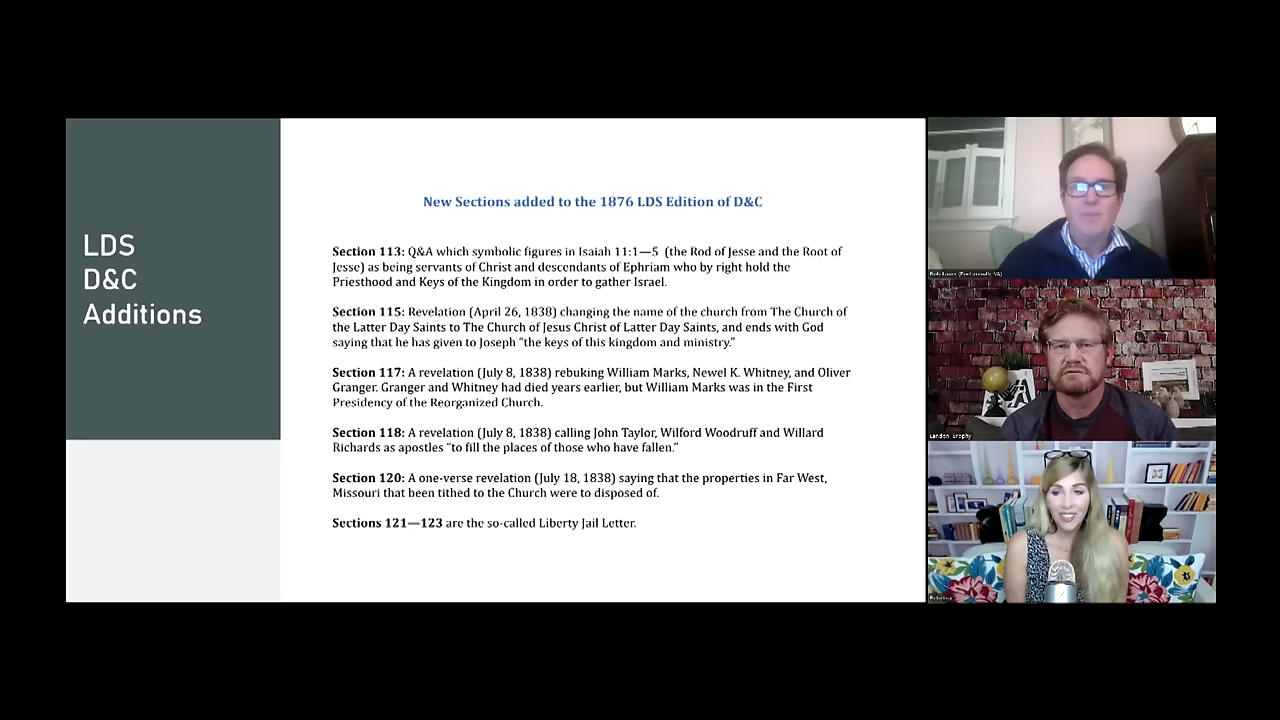 LDS
D&C
Additions
New Sections added to the 1876 LDS Edition of D&C
Section 113: Q&A which symbolic figures in Isaiah 11:1—5 (the Rod of Jesse and the Root of
Jesse) as being servants of Christ and descendants of Ephriam who by right hold the
Priesthood and Keys of the Kingdom in order to gather Israel.
Section 115: Revelation (April 26, 1838) changing the name of the church from The Church of
the Latter Day Saints to The Church of Jesus Christ of Latter Day Saints, and ends with God
saying that he has given to Joseph “the keys of this kingdom and ministry.”
Section 117: A revelation (July 8, 1838) rebuking William Marks, Newel K. Whitney, and Oliver
Granger. Granger and Whitney had died years earlier, but William Marks was in the First
Presidency of the Reorganized Church.
Section 118: A revelation (July 8, 1838) calling John Taylor, Wilford Woodruff and Willard
Richards as apostles “to fill the places of those who have fallen.”
Section 120: A one-verse revelation (July 18, 1838) saying that the properties in Far West,
Missouri that been tithed to the Church were to disposed of.
Sections 121—123 are the so-called Liberty Jail Letter.
Landon Brophy